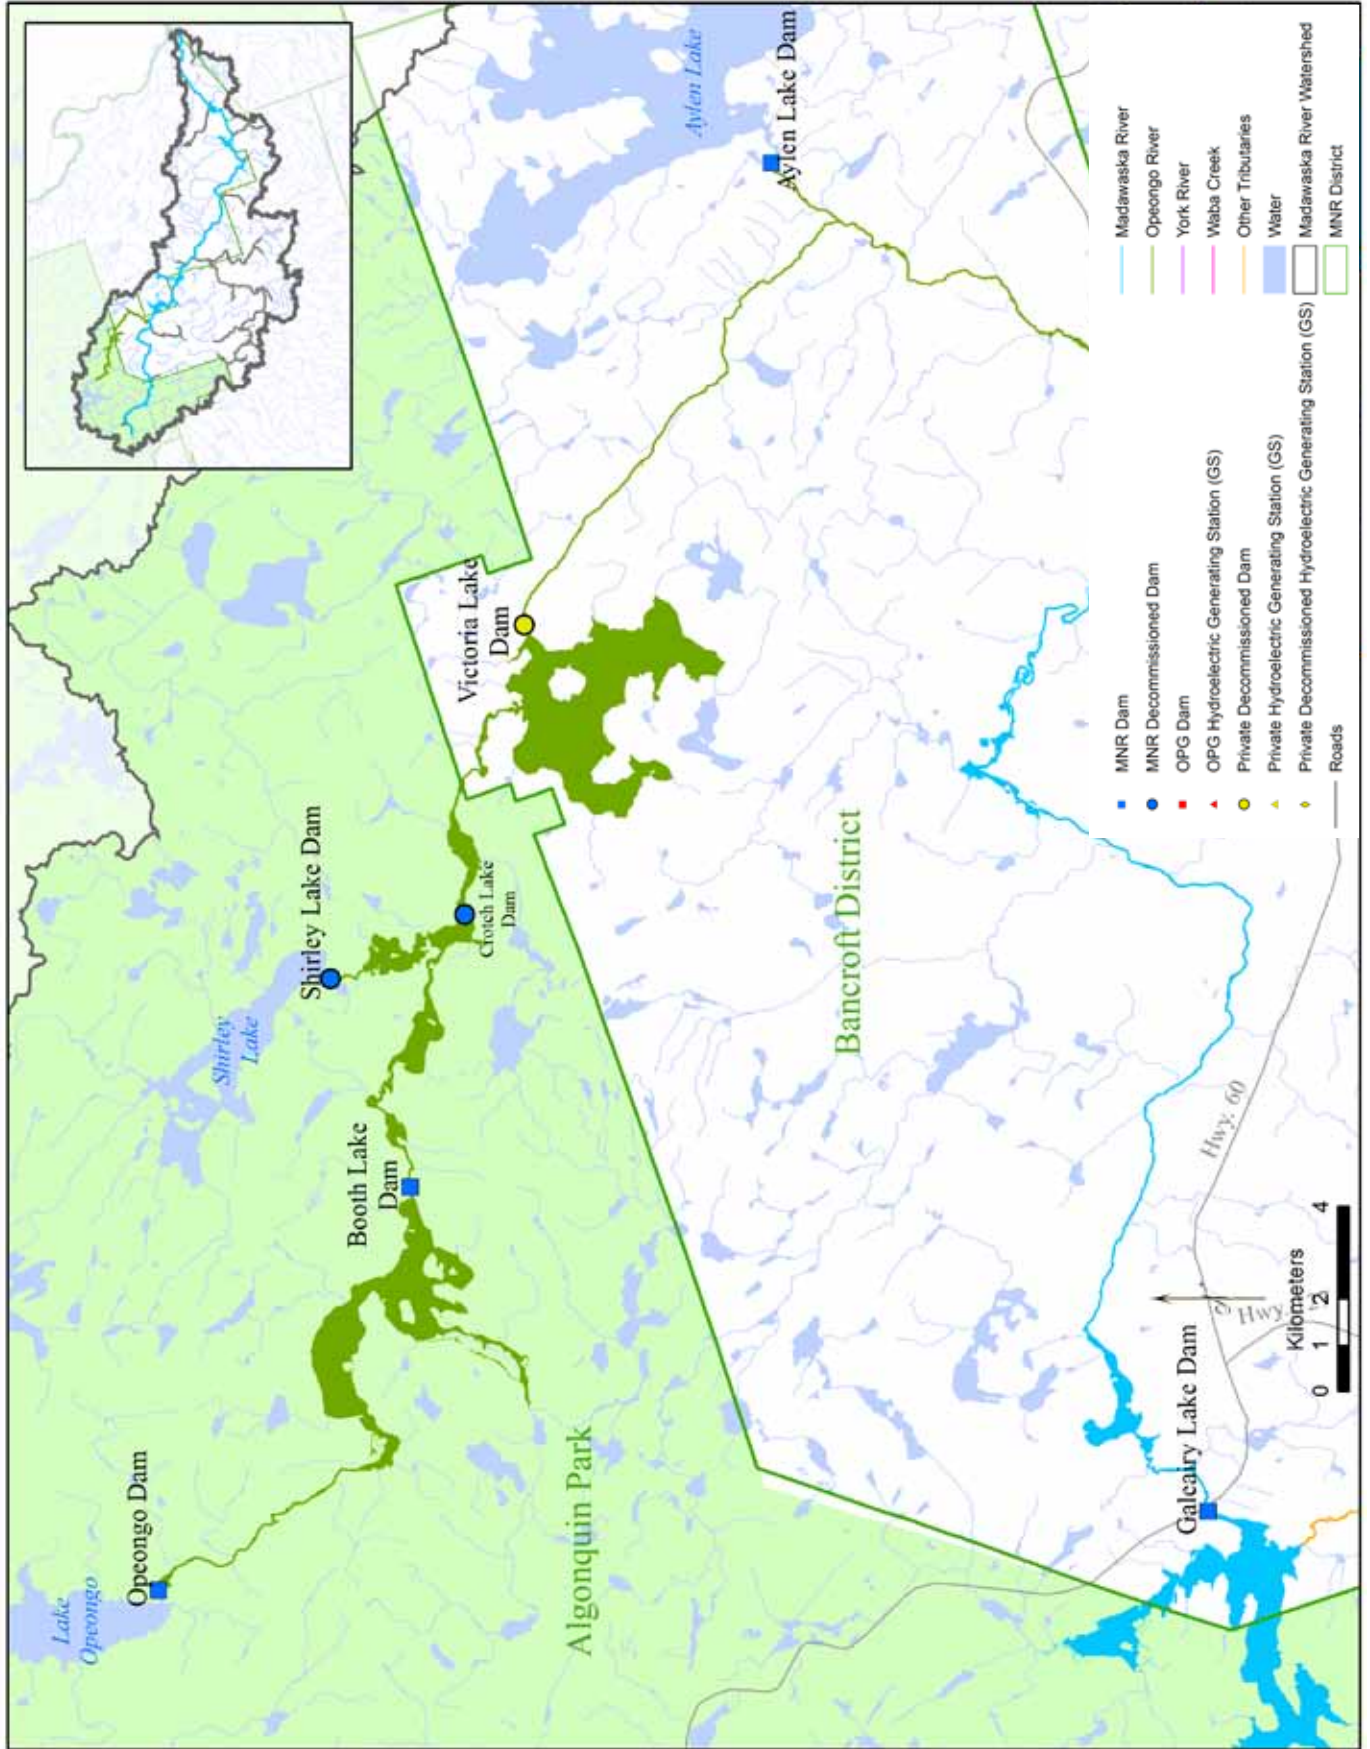 Lake
Opeongo
Opeongo Dam
Shirley
Lake
Shirley Lake Dam
Booth Lake
Dam
Crotch Lake
Dam
Victoria Lake
Dam
Aylen Lake
Aylen Lake Dam
Algonquin Park
Bancroft District
Galeairy Lake Dam
Hwy. 60
Hwy.
Kilometers
0 1 2 4
MNR Dam
MNR Decommissioned Dam
OPG Dam
OPG Hydroelectric Generating Station (GS)
Private Decommissioned Dam
Private Hydroelectric Generating Station (GS)
Private Decommissioned Hydroelectric Generating Station (GS)
Roads
Madawaska River
Opeongo River
York River
Waba Creek
Other Tributaries
Water
Madawaska River Watershed
MNR District